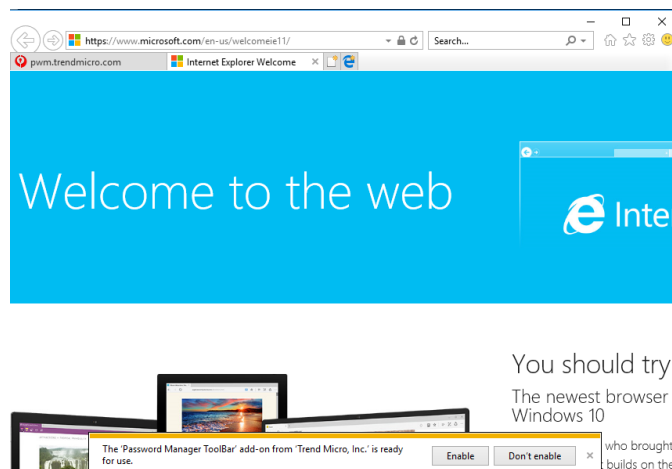 https://www.microsoft.com/en-us/welcomeie11/
Search...
pwm.trendmicro.com
Internet Explorer Welcome
Welcome to the web
Inte
You should try
The newest browser
Windows 10
who brought
builds on the
The 'Password Manager ToolBar' add-on from 'Trend Micro, Inc.' is ready
for use.
Enable
Don't enable